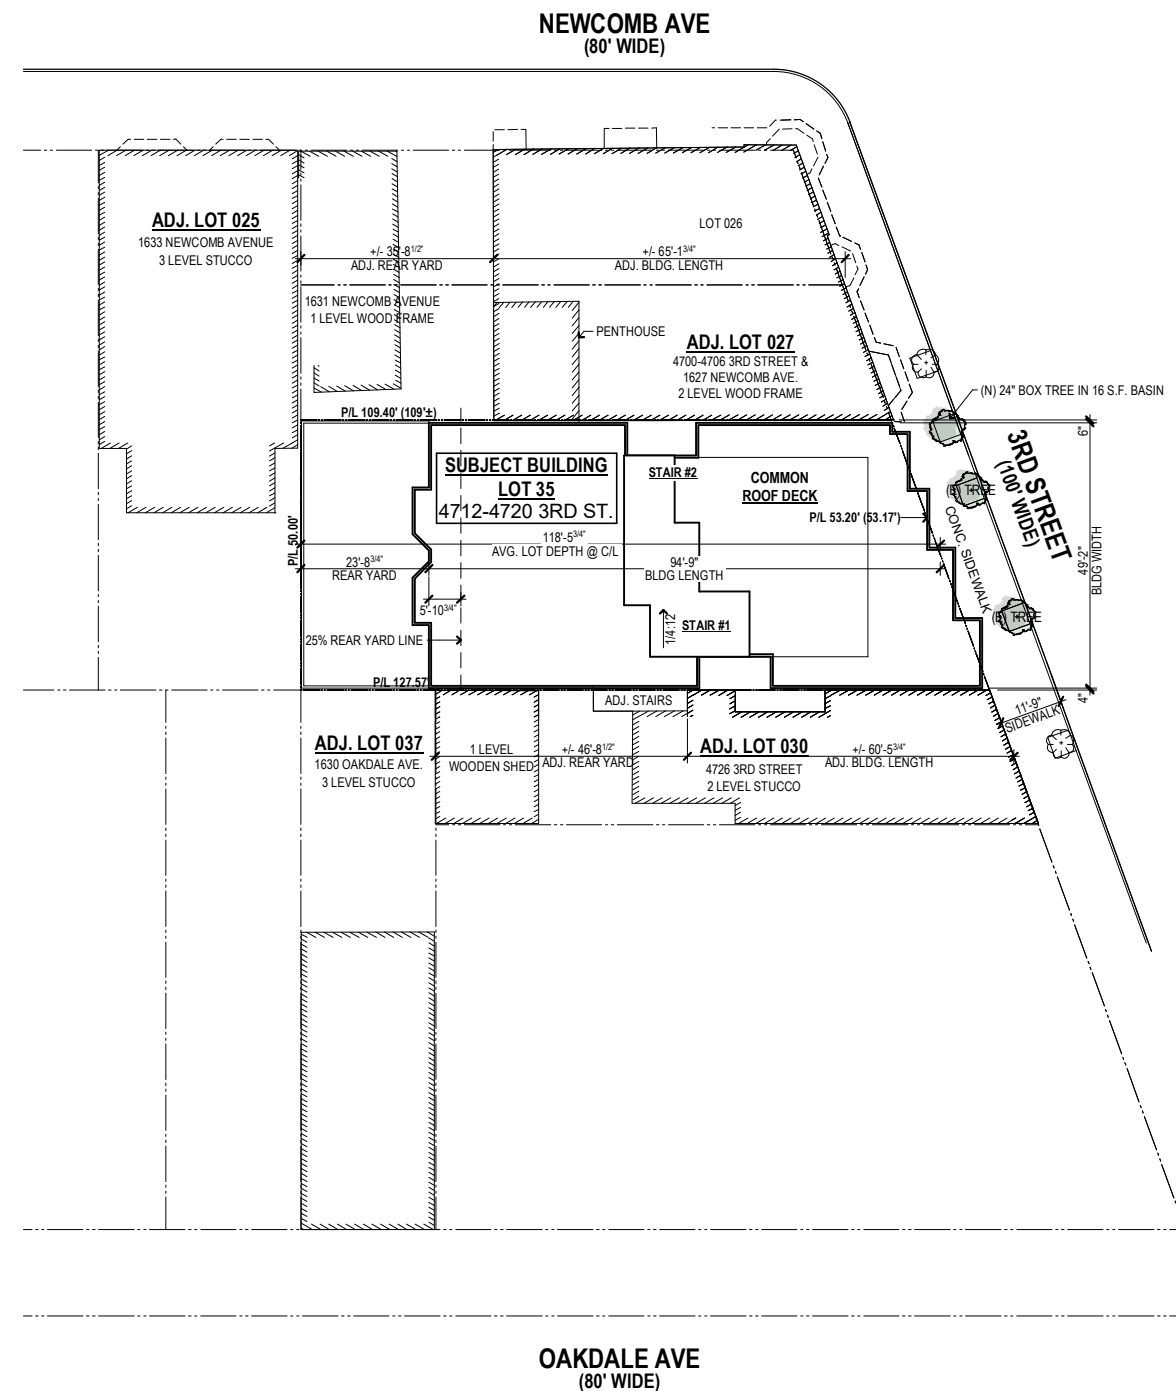 NEWCOMB AVE
(80' WIDE)
ADJ. LOT 025
1633 NEWCOMB AVENUE
3 LEVEL STUCCO
LOT 026
+/- 35'-8 1/2"
ADJ. REAR YARD
+/- 65'-1 3/4"
ADJ. BLDG. LENGTH
1631 NEWCOMB AVENUE
1 LEVEL WOOD FRAME
PENTHOUSE
ADJ. LOT 027
4700-4706 3RD STREET &
1627 NEWCOMB AVE.
2 LEVEL WOOD FRAME
(N) 24" BOX TREE IN 16 S.F. BASIN
P/L 109.40' (109'±)
6"
3RD STREET
(100' WIDE)
SUBJECT BUILDING
LOT 35
4712-4720 3RD ST.
STAIR #2
COMMON
ROOF DECK
(E) TREE
P/L 53.20' (53.17')
CONC. SIDEWALK
P/L 50.00'
118'-5 3/4"
AVG. LOT DEPTH @ C/L
23'-8 3/4"
REAR YARD
94'-9"
BLDG LENGTH
49'-2"
BLDG WIDTH
5'-10 3/4"
1/4:12
STAIR #1
(E) TREE
25% REAR YARD LINE
P/L 127.57'
4"
ADJ. STAIRS
11'-9"
SIDEWALK
ADJ. LOT 037
1630 OAKDALE AVE.
3 LEVEL STUCCO
1 LEVEL
WOODEN SHED
+/- 46'-8 1/2"
ADJ. REAR YARD
ADJ. LOT 030
4726 3RD STREET
2 LEVEL STUCCO
+/- 60'-5 3/4"
ADJ. BLDG. LENGTH
OAKDALE AVE
(80' WIDE)